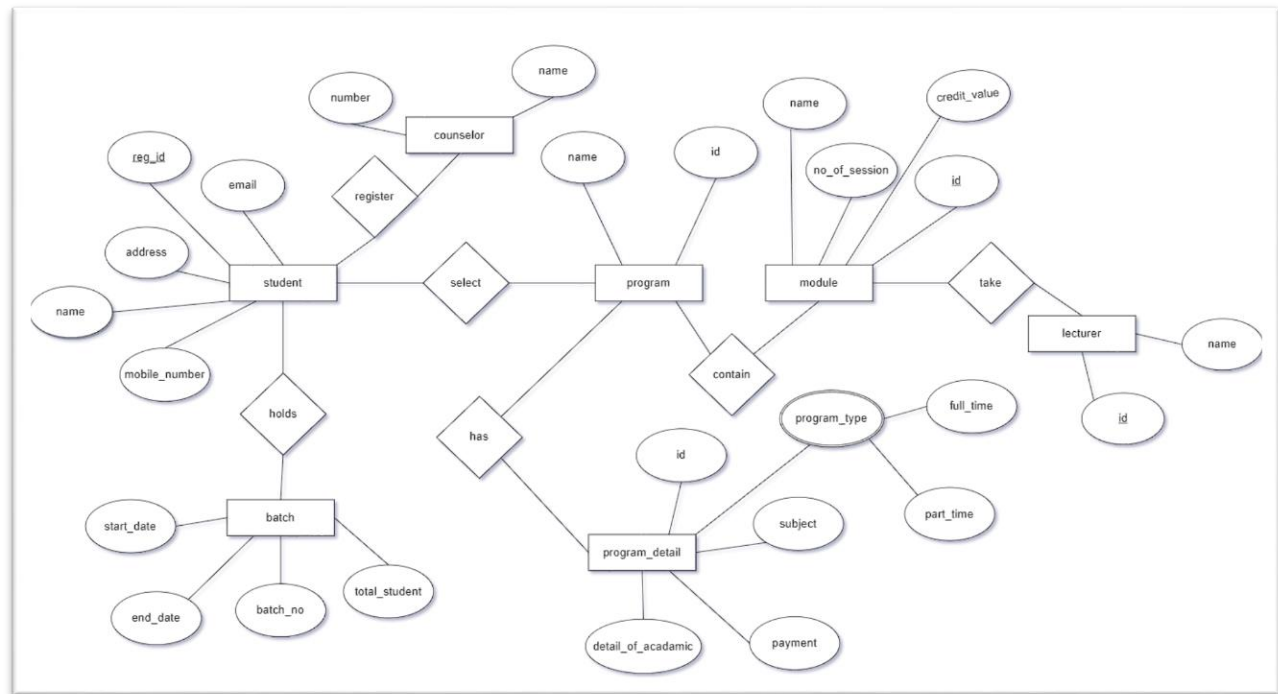 name
number
counselor
name
credit_value
reg_id
email
name
id
no_of_session
id
register
address
student
select
program
module
take
name
lecturer
name
mobile_number
contain
id
holds
has
program_type
full_time
id
start_date
batch
subject
part_time
program_detail
end_date
batch_no
total_student
detail_of_acadamic
payment